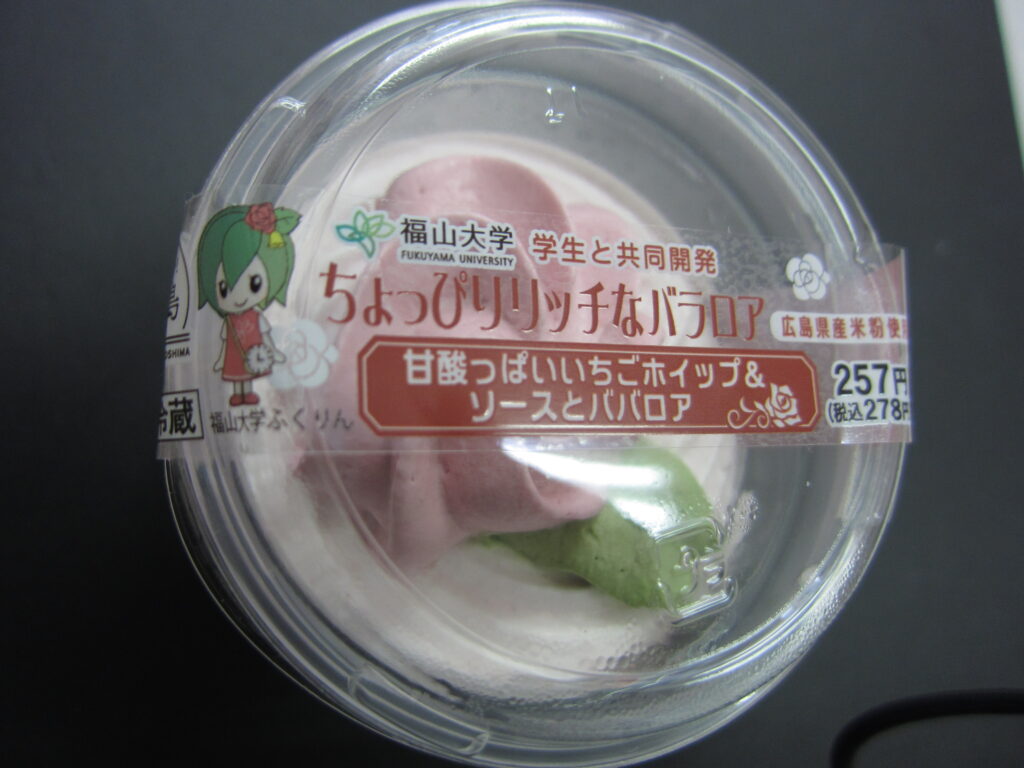 福山大学
FUKUYAMA UNIVERSITY
学生と共同開発
ちょっぴりリッチなバラロア
広島県産米粉使
甘酸っぱいいちごホイップ&
ソースとババロア
257円
(税込278円
島
OSHIMA
冷蔵
福山大学ふくりん